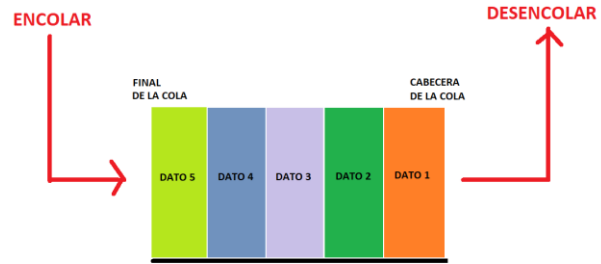 ENCOLAR
DESENCOLAR
FINAL
DE LA COLA
CABECERA
DE LA COLA
DATO 5 DATO 4 DATO 3 DATO 2 DATO 1